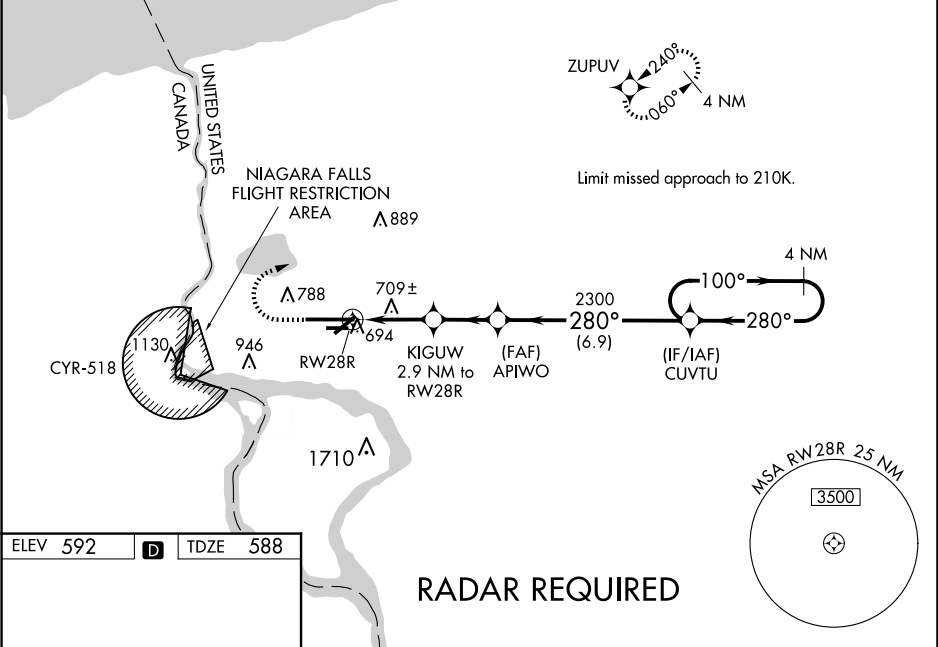 UNITED STATES
CANADA
ZUPUV
240°
060°
4 NM
NIAGARA FALLS
FLIGHT RESTRICTION
AREA
Limit missed approach to 210K.
889
4 NM
788
709±
2300
280°
(6.9)
100°
280°
694
1130
946
RW28R
KIGUW
2.9 NM to
RW28R
(FAF)
APIWO
(IF/IAF)
CUVTU
CYR-518
1710
MSA RW28R 25 NM
3500
ELEV 592 D TDZE 588
RADAR REQUIRED